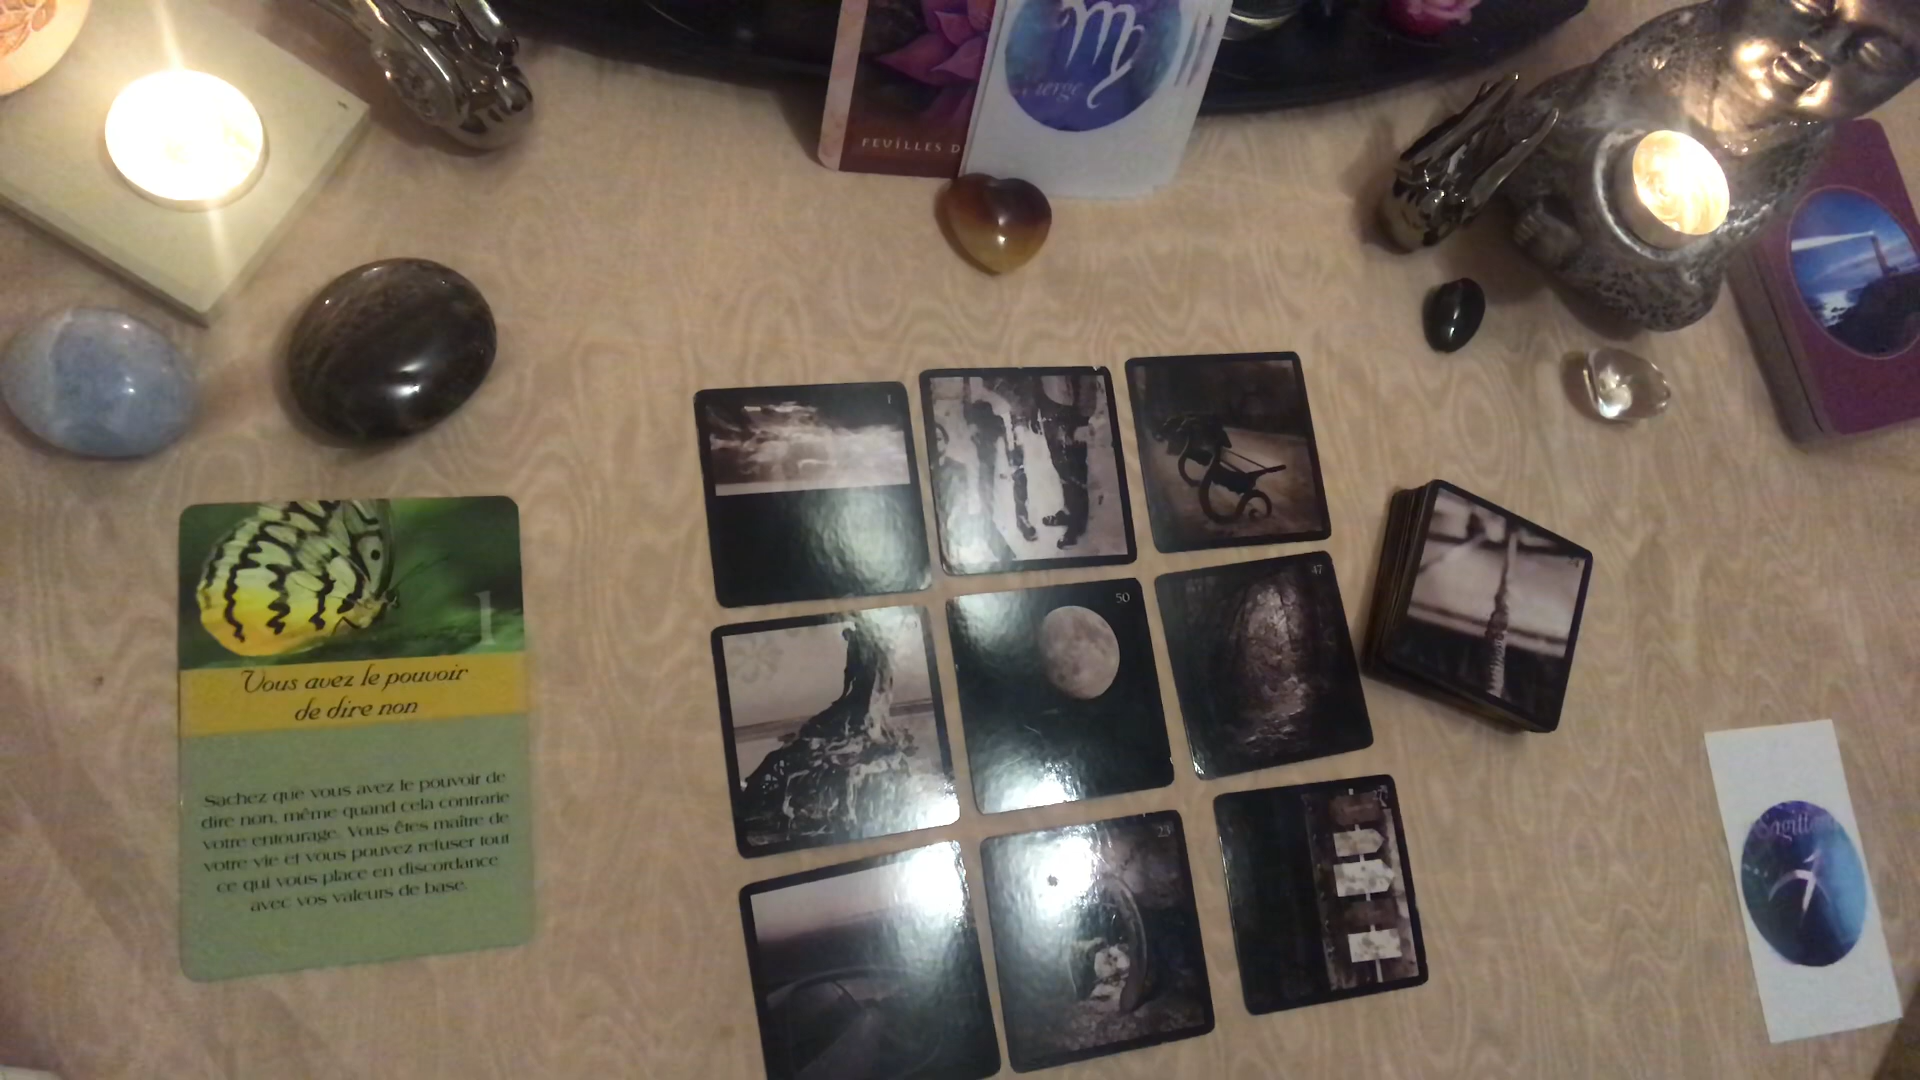 Vierge
FEUILLES D
1
50
47
1
Vous avez le pouvoir
de dire non
Sachez que vous avez le pouvoir de
dire non, même quand cela contrarie
votre entourage. Vous êtes maître de
votre vie et vous pouvez refuser tout
ce qui vous place en discordance
avec vos valeurs de base.
23
Sagittaire